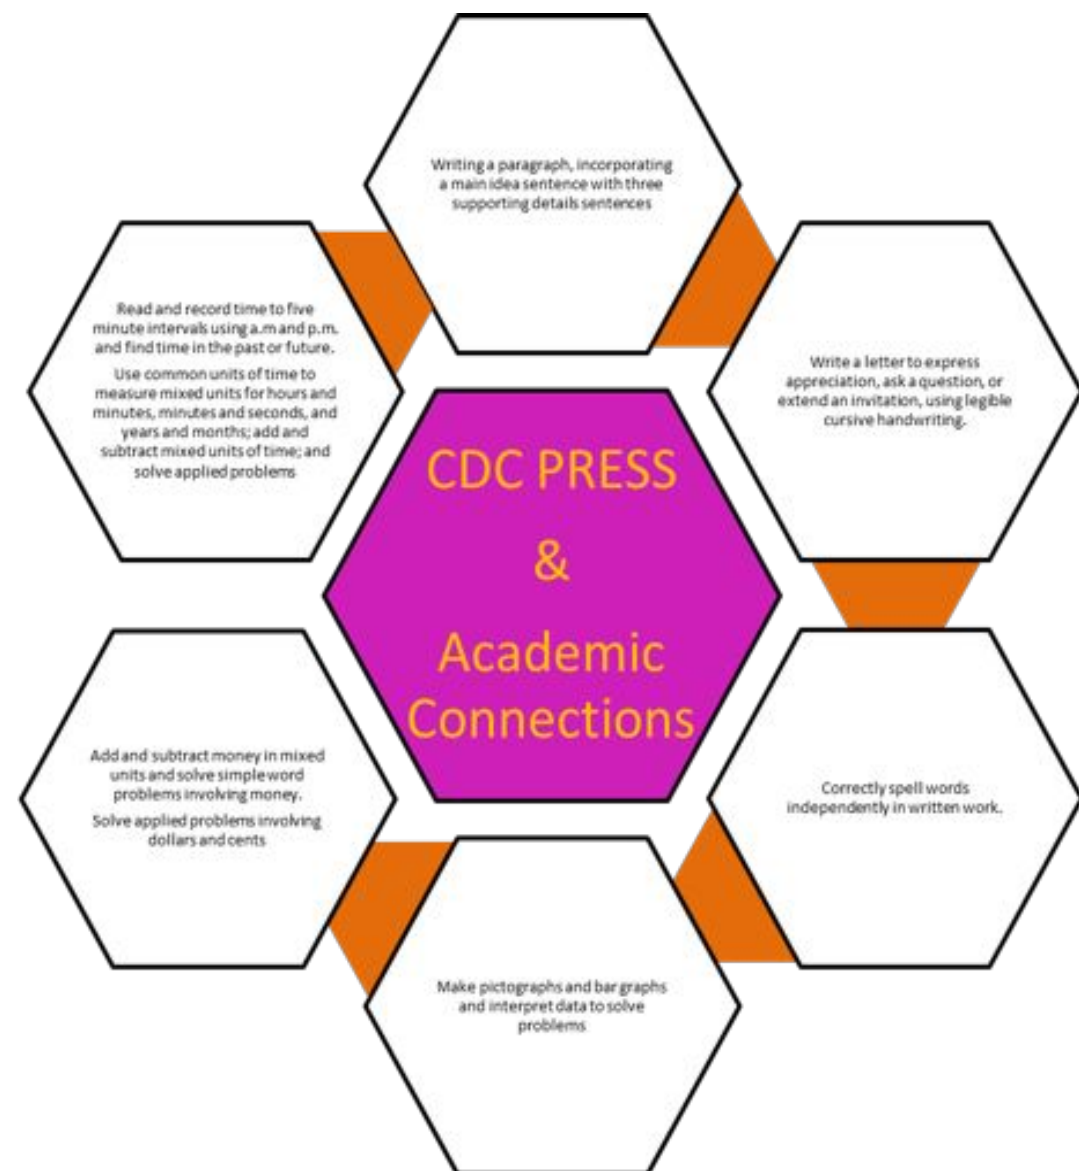 Writing a paragraph, incorporating
a main idea sentence with three
supporting details sentences
Write a letter to express
appreciation, ask a question, or
extend an invitation, using legible
cursive handwriting.
Correctly spell words
independently in written work.
Make pictographs and bar graphs
and interpret data to solve
problems
Add and subtract money in mixed
units and solve simple word
problems involving money.
Solve applied problems involving
dollars and cents
Read and record time to five
minute intervals using a.m and p.m.
and find time in the past or future.
Use common units of time to
measure mixed units for hours and
minutes, minutes and seconds, and
years and months; add and
subtract mixed units of time; and
solve applied problems
CDC PRESS
&
Academic
Connections